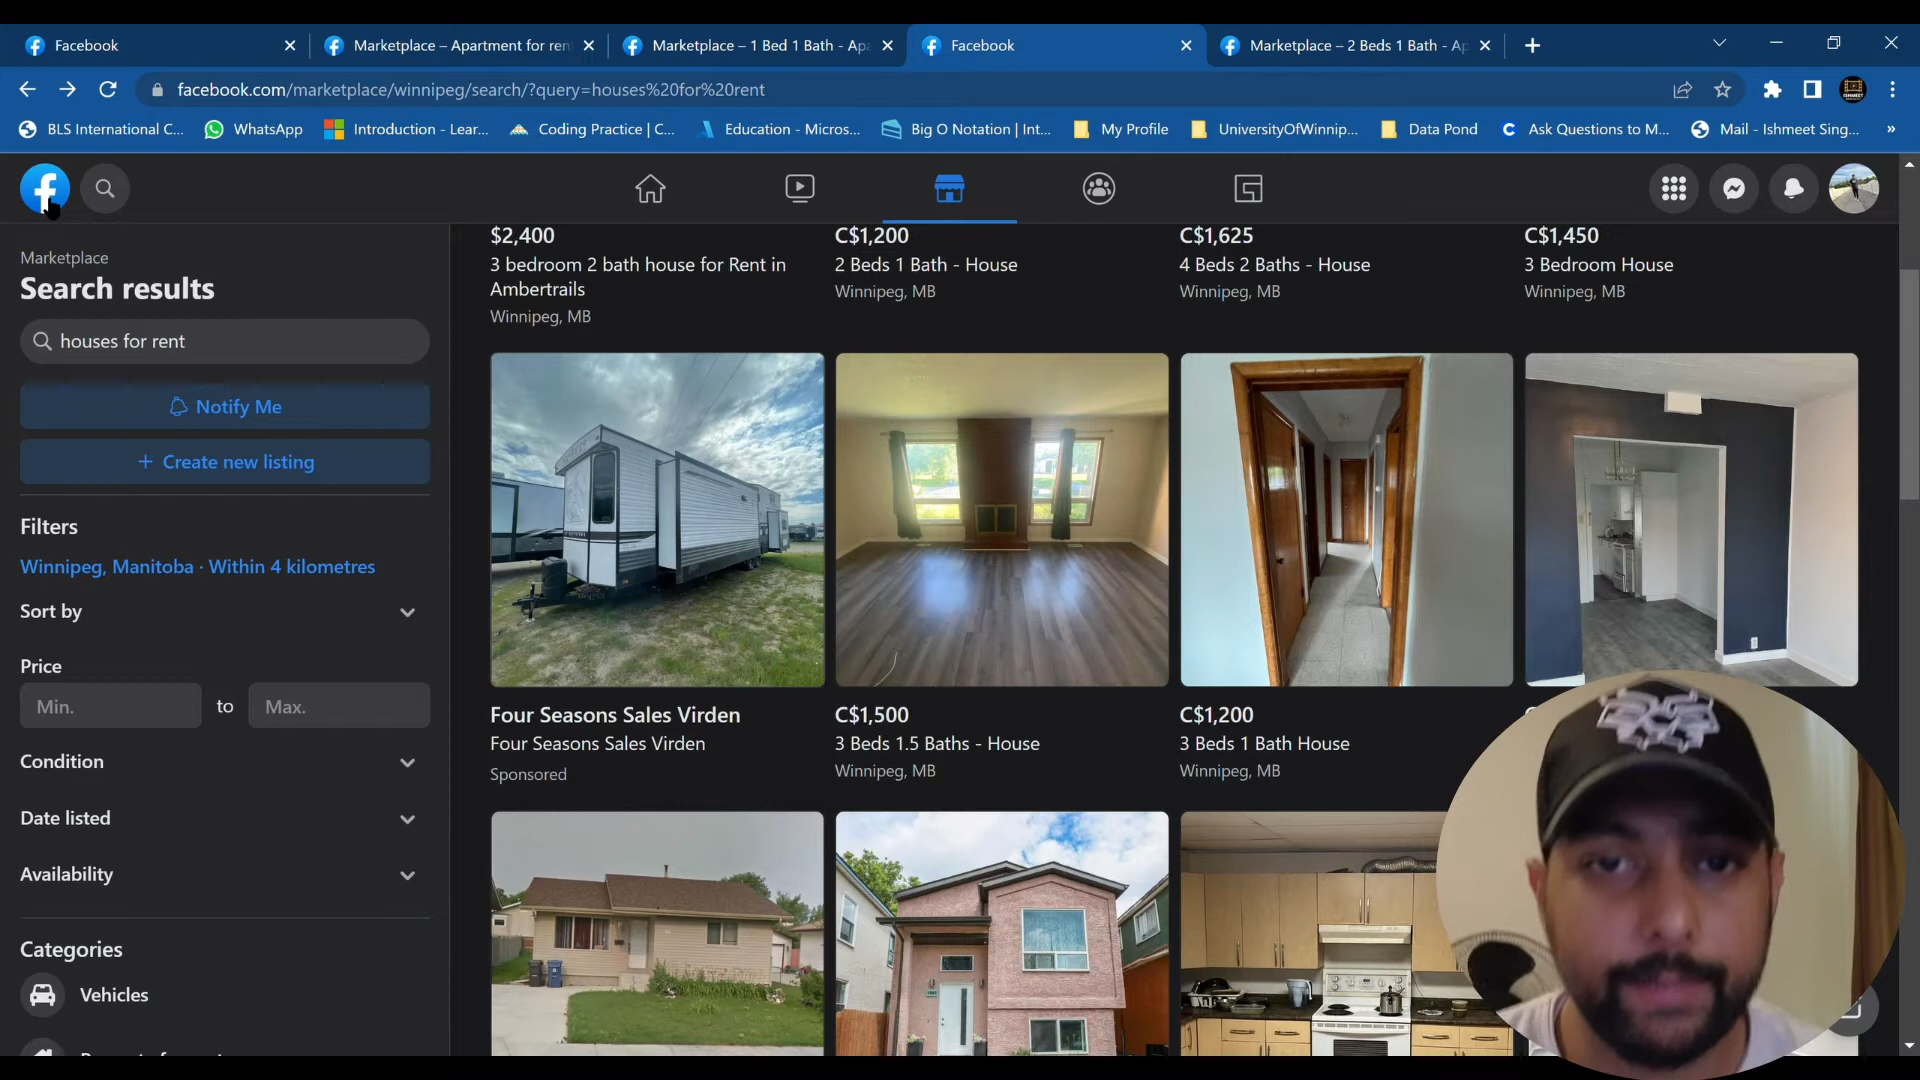 Facebook
Marketplace – Apartment for ren
Marketplace – 1 Bed 1 Bath - Apa
Facebook
Marketplace – 2 Beds 1 Bath - Ap
facebook.com/marketplace/winnipeg/search/?query=houses%20for%20rent
BLS International C...
WhatsApp
Introduction - Lear...
Coding Practice | C...
Education - Micros...
Big O Notation | Int...
My Profile
UniversityOfWinnip...
Data Pond
Ask Questions to M...
Mail - Ishmeet Sing...
»
Marketplace
Search results
houses for rent
Notify Me
+ Create new listing
Filters
Winnipeg, Manitoba · Within 4 kilometres
Sort by
Price
Min. to Max.
Condition
Date listed
Availability
Categories
Vehicles
$2,400
3 bedroom 2 bath house for Rent in
Ambertrails
Winnipeg, MB
C$1,200
2 Beds 1 Bath - House
Winnipeg, MB
C$1,625
4 Beds 2 Baths - House
Winnipeg, MB
C$1,450
3 Bedroom House
Winnipeg, MB
Four Seasons Sales Virden
Four Seasons Sales Virden
Sponsored
C$1,500
3 Beds 1.5 Baths - House
Winnipeg, MB
C$1,200
3 Beds 1 Bath House
Winnipeg, MB